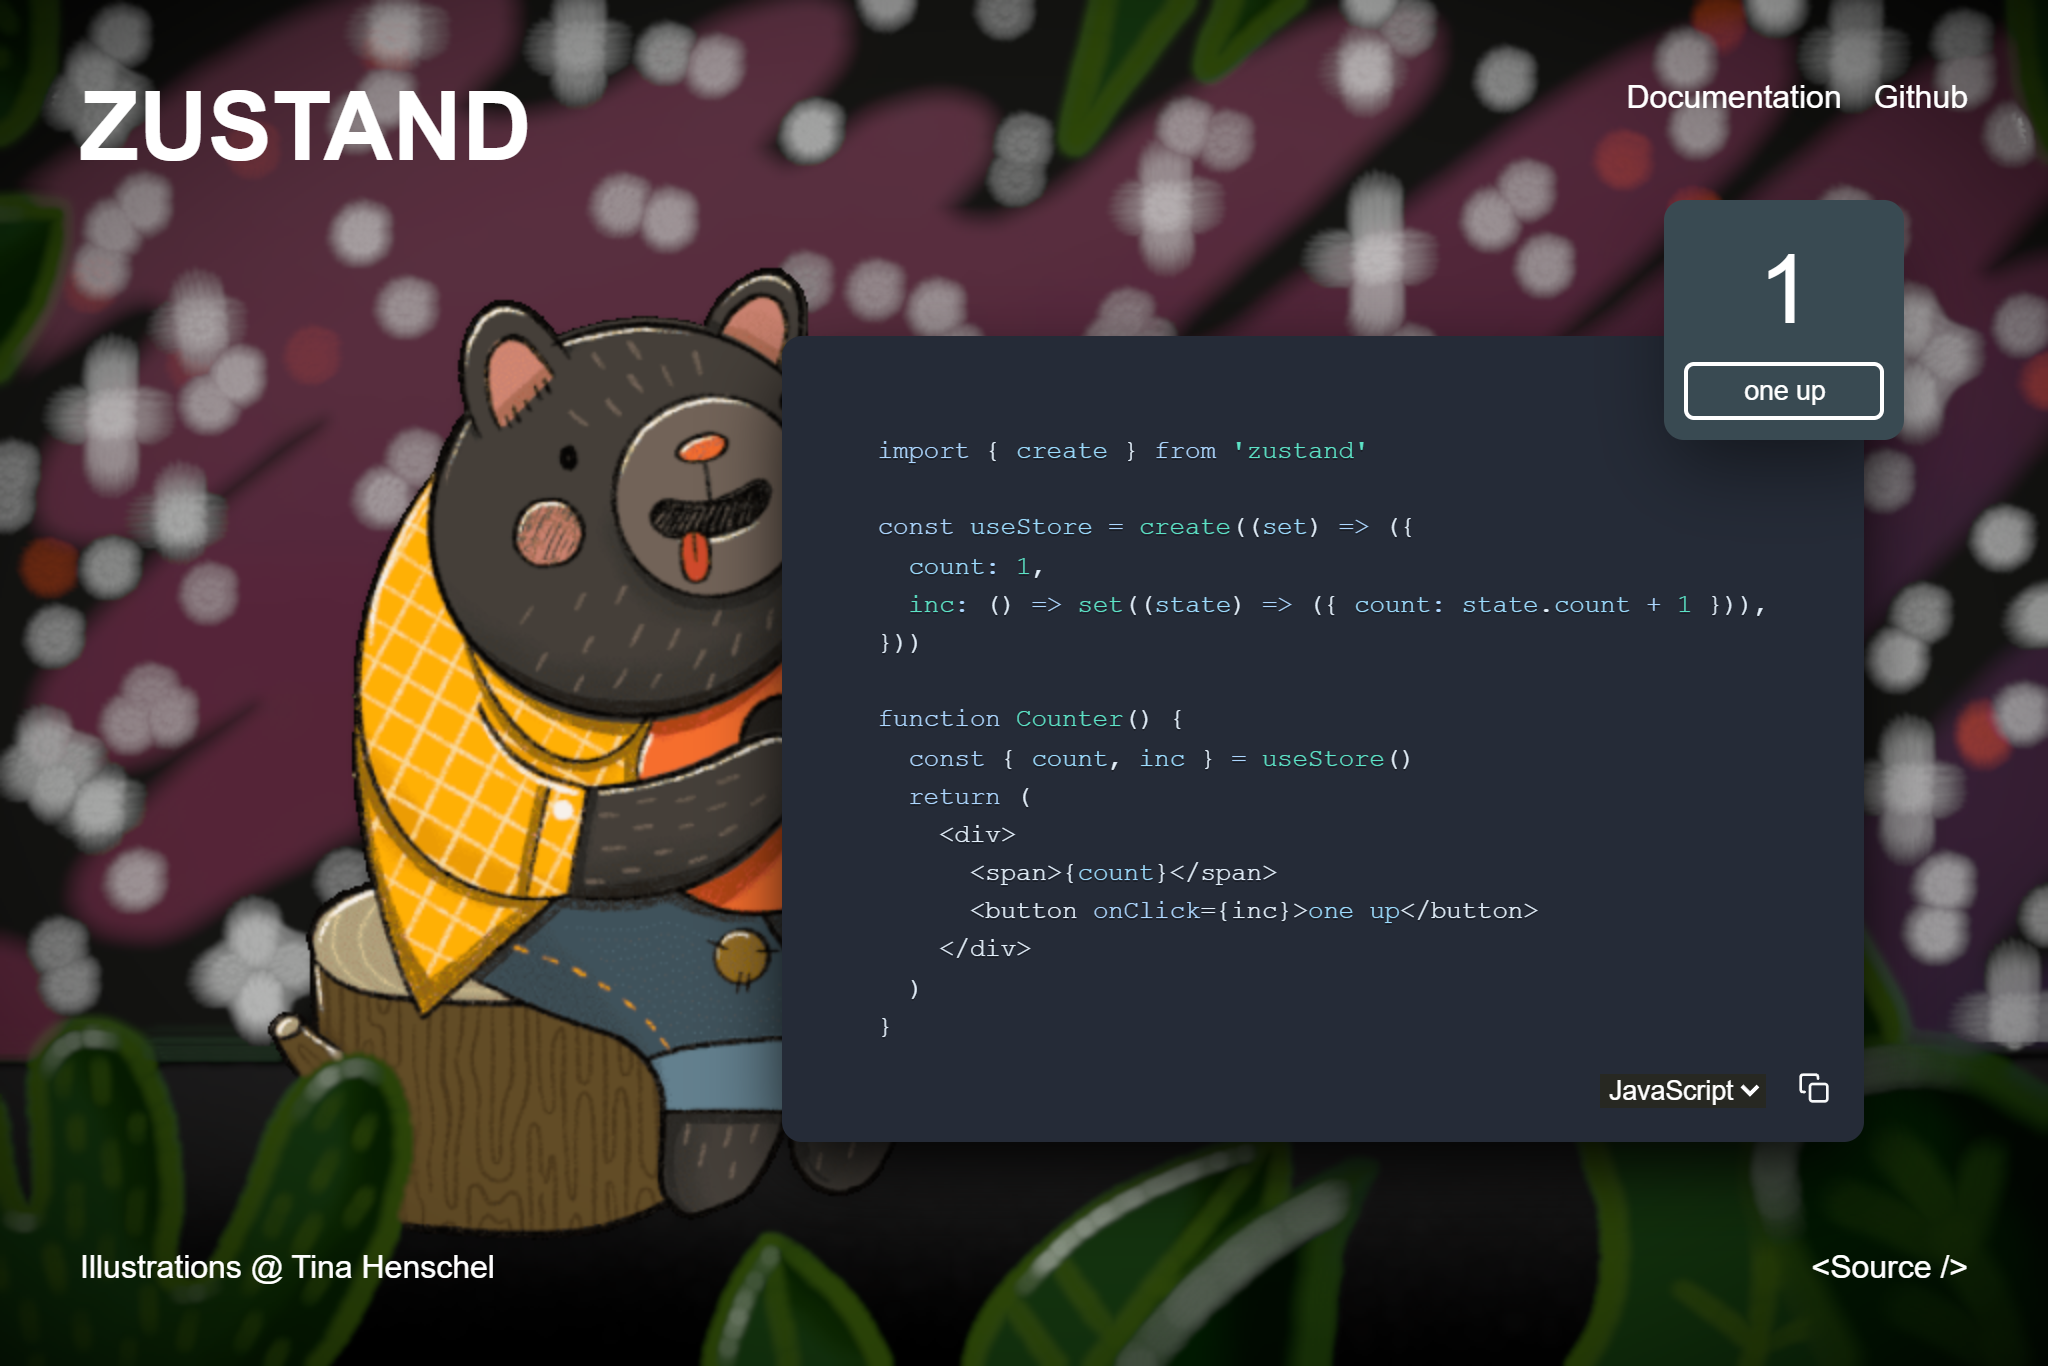 ZUSTAND
Documentation Github
1
one up
import { create } from 'zustand'
const useStore = create((set) => ({
  count: 1,
  inc: () => set((state) => ({ count: state.count + 1 })),
}))
function Counter() {
  const { count, inc } = useStore()
  return (
    <div>
      <span>{count}</span>
      <button onClick={inc}>one up</button>
    </div>
  )
}
JavaScript
Illustrations @ Tina Henschel
<Source />